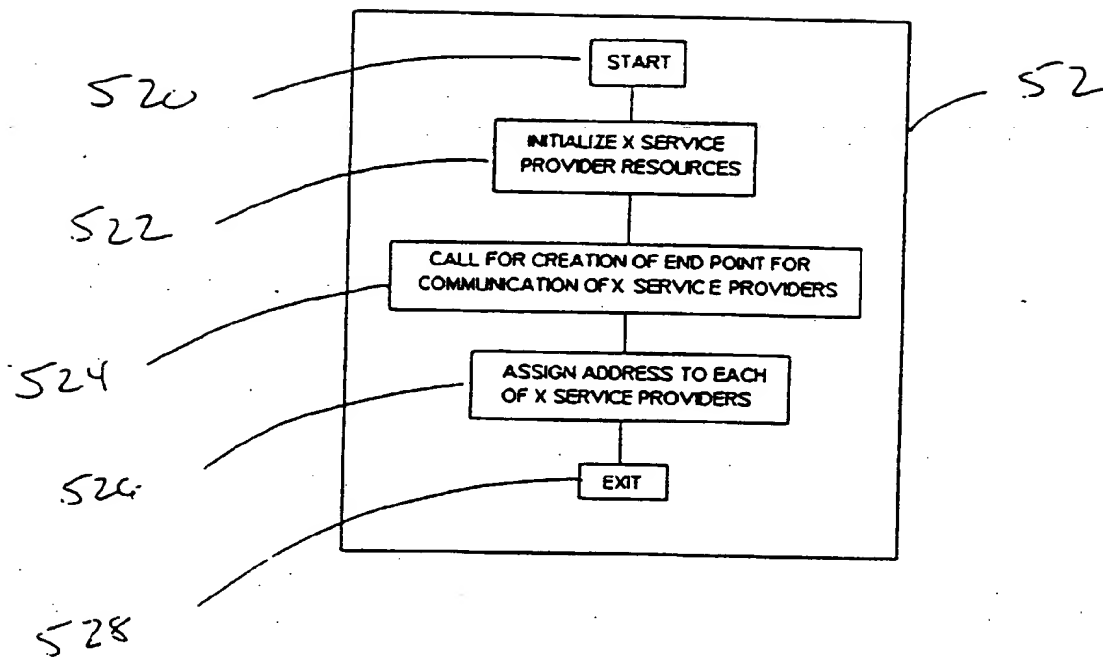 START
520
52
INITIALIZE X SERVICE
PROVIDER RESOURCES
522
CALL FOR CREATION OF END POINT FOR
COMMUNICATION OF X SERVICE PROVIDERS
524
ASSIGN ADDRESS TO EACH
OF X SERVICE PROVIDERS
526
EXIT
528